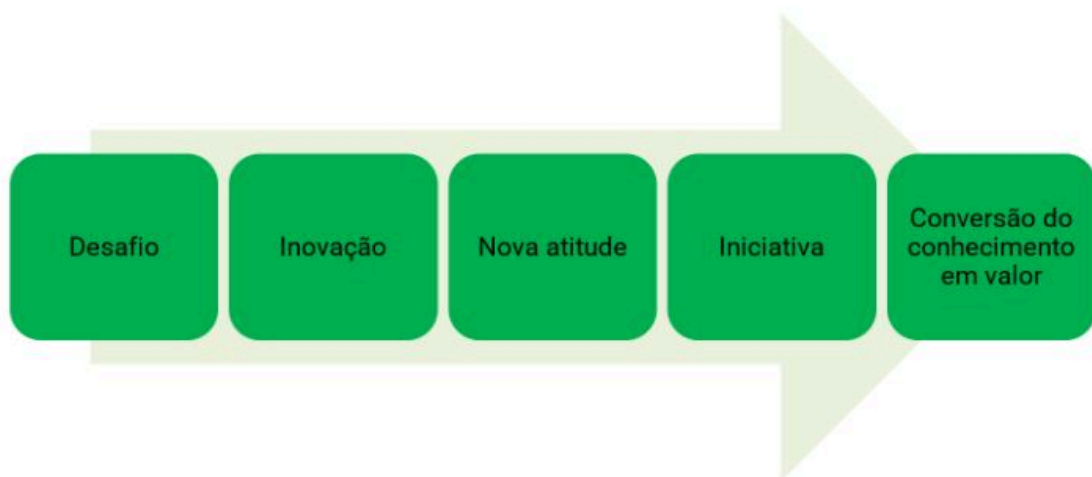 Desafio
Inovação
Nova atitude
Iniciativa
Conversão do
conhecimento
em valor